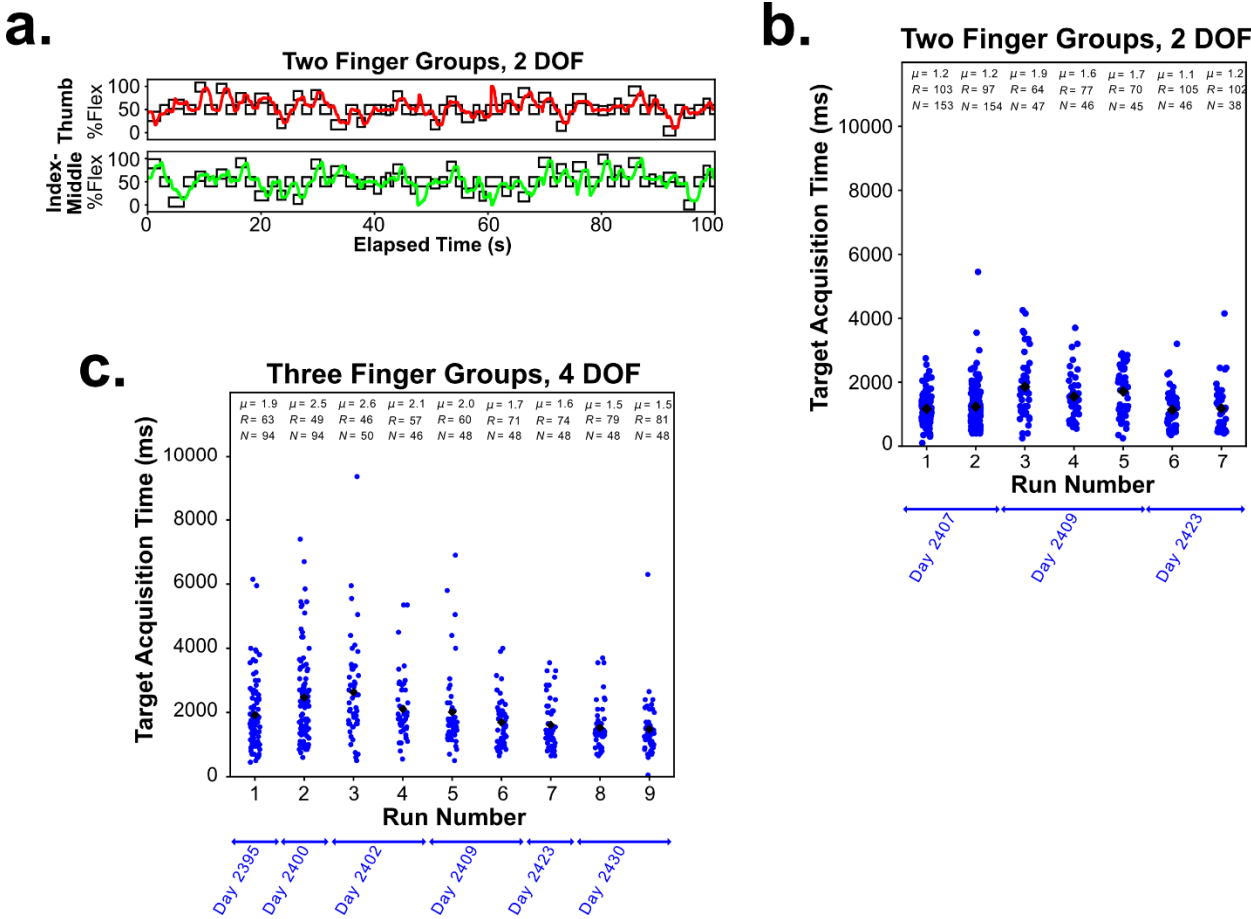 a.
Two Finger Groups, 2 DOF
Thumb
%Flex
100
50
0
Index-
Middle
%Flex
100
50
0
0 20 40 60 80 100
Elapsed Time (s)
b.
Two Finger Groups, 2 DOF
μ = 1.2 μ = 1.2 μ = 1.9 μ = 1.6 μ = 1.7 μ = 1.1 μ = 1.2
R = 103 R = 97 R = 64 R = 77 R = 70 R = 105 R = 102
N = 153 N = 154 N = 47 N = 46 N = 45 N = 46 N = 38
Target Acquisition Time (ms)
10000
8000
6000
4000
2000
0
1 2 3 4 5 6 7
Run Number
Day 2407 Day 2409 Day 2423
c.
Three Finger Groups, 4 DOF
μ = 1.9 μ = 2.5 μ = 2.6 μ = 2.1 μ = 2.0 μ = 1.7 μ = 1.6 μ = 1.5 μ = 1.5
R = 63 R = 49 R = 46 R = 57 R = 60 R = 71 R = 74 R = 79 R = 81
N = 94 N = 94 N = 50 N = 46 N = 48 N = 48 N = 48 N = 48 N = 48
Target Acquisition Time (ms)
10000
8000
6000
4000
2000
0
1 2 3 4 5 6 7 8 9
Run Number
Day 2395 Day 2400 Day 2402 Day 2409 Day 2423 Day 2430